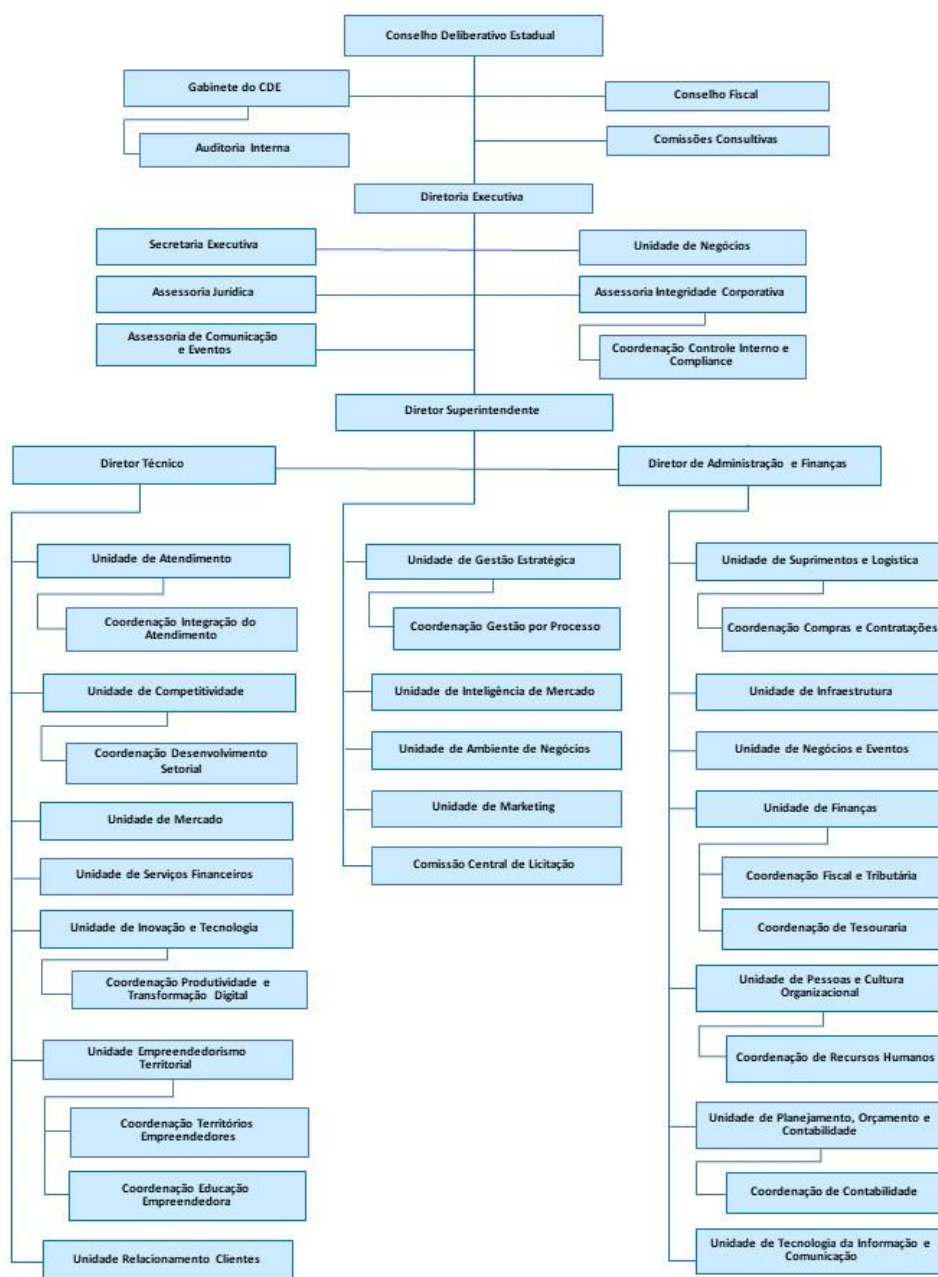 Conselho Deliberativo Estadual
Gabinete do CDE
Conselho Fiscal
Auditoria Interna
Comissões Consultivas
Diretoria Executiva
Secretaria Executiva
Unidade de Negócios
Assessoria Jurídica
Assessoria Integridade Corporativa
Assessoria de Comunicação
e Eventos
Coordenação Controle Interno e
Compliance
Diretor Superintendente
Diretor Técnico
Diretor de Administração e Finanças
Unidade de Atendimento
Coordenação Integração do
Atendimento
Unidade de Competitividade
Coordenação Desenvolvimento
Setorial
Unidade de Mercado
Unidade de Serviços Financeiros
Unidade de Inovação e Tecnologia
Coordenação Produtividade e
Transformação Digital
Unidade Empreendedorismo
Territorial
Coordenação Territórios
Empreendedores
Coordenação Educação
Empreendedora
Unidade Relacionamento Clientes
Unidade de Gestão Estratégica
Coordenação Gestão por Processo
Unidade de Inteligência de Mercado
Unidade de Ambiente de Negócios
Unidade de Marketing
Comissão Central de Licitação
Unidade de Suprimentos e Logística
Coordenação Compras e Contratações
Unidade de Infraestrutura
Unidade de Negócios e Eventos
Unidade de Finanças
Coordenação Fiscal e Tributária
Coordenação de Tesouraria
Unidade de Pessoas e Cultura
Organizacional
Coordenação de Recursos Humanos
Unidade de Planejamento, Orçamento e
Contabilidade
Coordenação de Contabilidade
Unidade de Tecnologia da Informação e
Comunicação